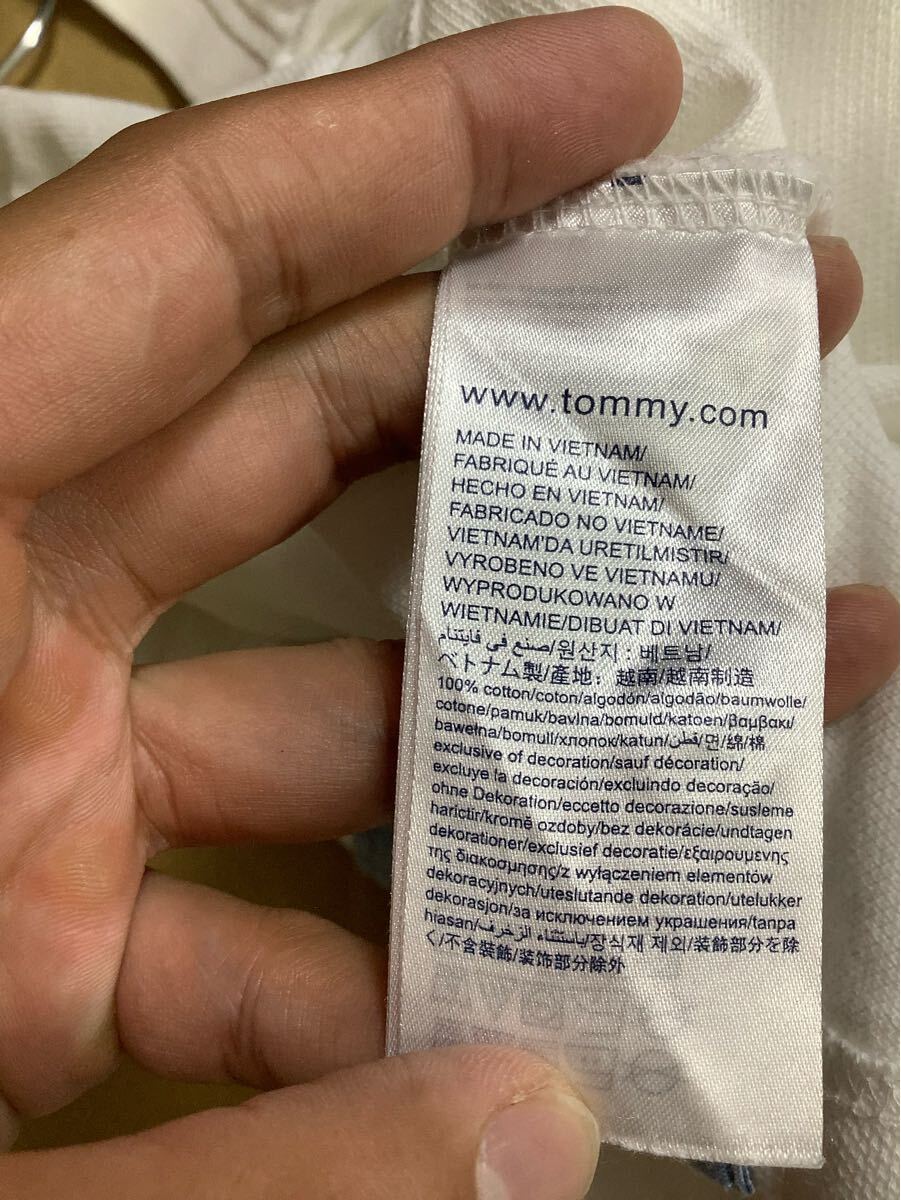 www.tommy.com
MADE IN VIETNAM/
FABRIQUÉ AU VIETNAM/
HECHO EN VIETNAM/
FABRICADO NO VIETNAME/
VIETNAM'DA URETILMISTIR/
VYROBENO VE VIETNAMU/
WYPRODUKOWANO W
WIETNAMIE/DIBUAT DI VIETNAM/
صنع في فايتنام/원산지 : 베트남/
ベトナム製/產地：越南/越南制造
100% cotton/coton/algodón/algodão/baumwolle/
cotone/pamuk/bavlna/bomuld/katoen/βαμβακι/
bawełna/bomull/хлопок/katun/قطن/면/綿/棉
exclusive of decoration/sauf décoration/
excluye la decoración/excluindo decoração/
ohne Dekoration/eccetto decorazione/susleme
harictir/kromě ozdoby/bez dekorácie/undtagen
dekorationer/exclusief decoratie/εξαιρουμενης
της διακοσμησης/z wyłączeniem elementów
dekoracyjnych/uteslutande dekoration/utelukker
dekorasjon/за исключением украшения/tanpa
hiasan/باستثناء الزخرف/장식재 제외/装飾部分を除
く/不含裝飾/装饰部分除外